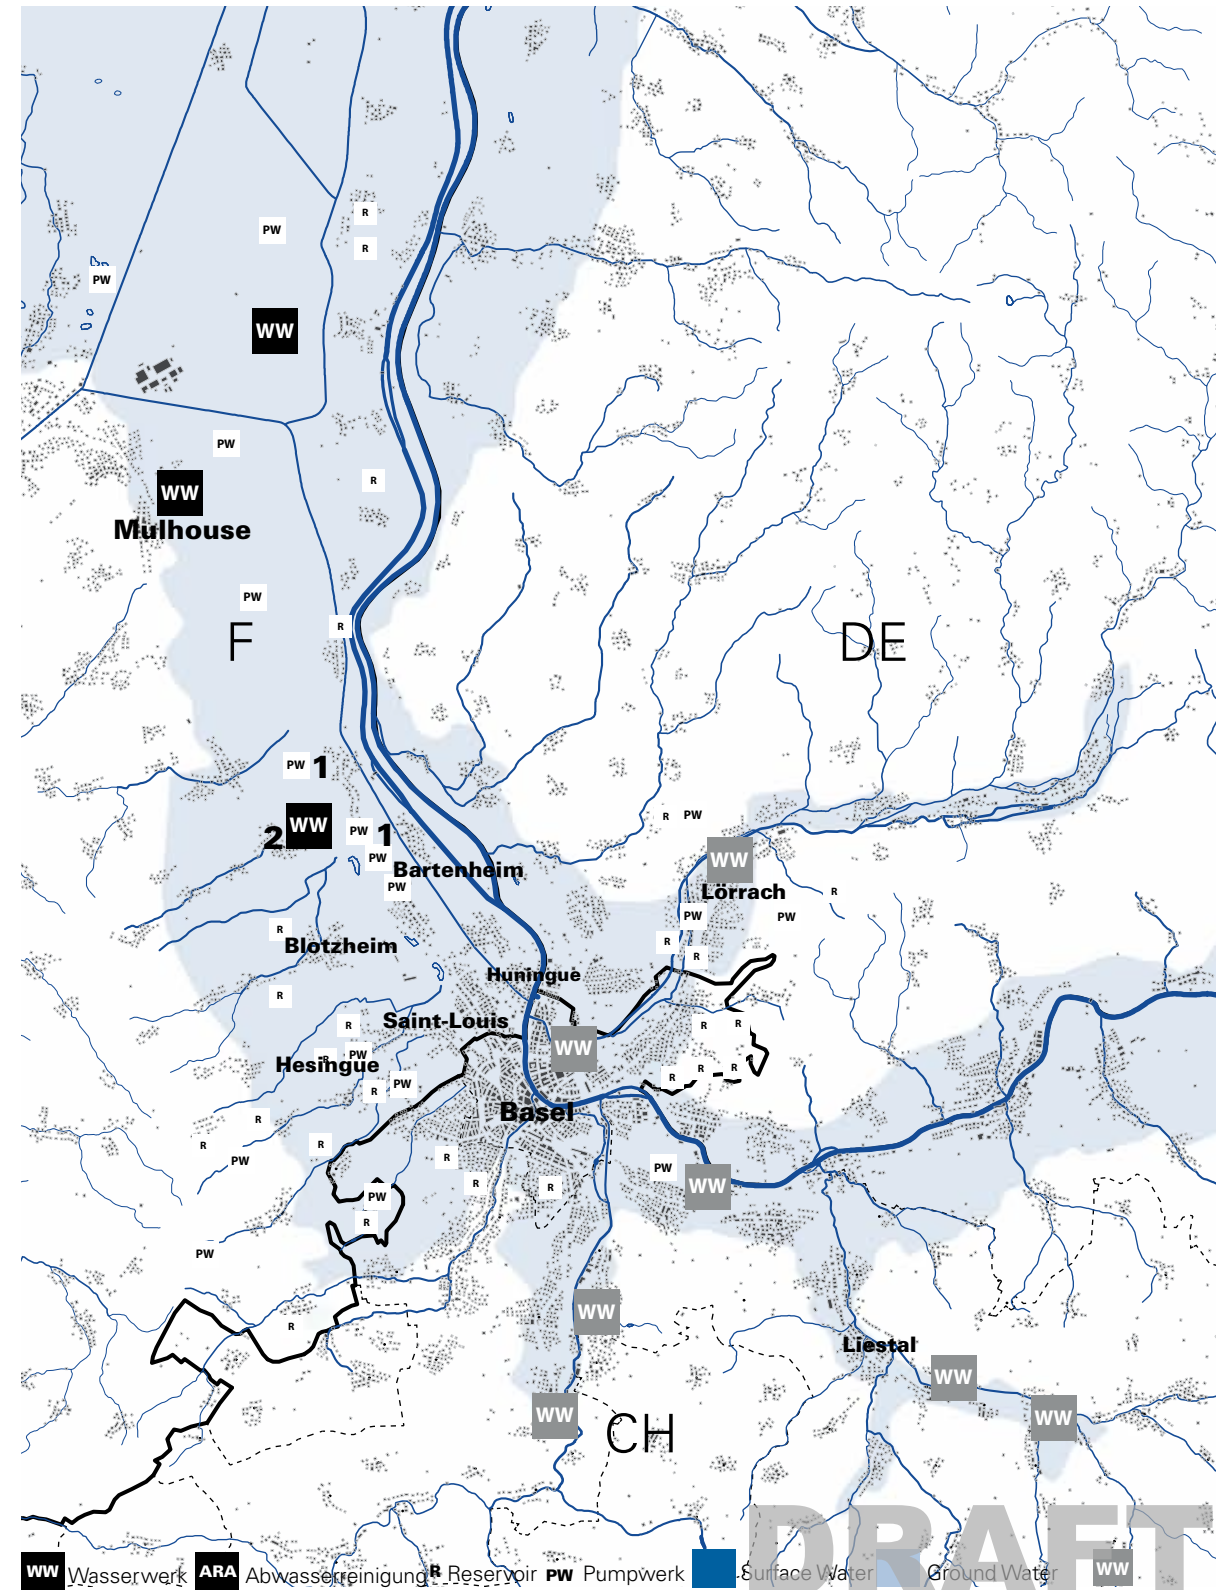 R
PW
R
PW
WW
PW
R
WW
Mulhouse
PW
R
F
DE
PW 1
2 WW PW 1
R PW
PW
Bartenheim
WW
PW
Lörrach
R
R
PW
PW
Blotzheim
R
R
Huningue
R
Saint-Louis
R
R
R
WW
R
PW
Hesingue
R
R
R
PW
R
Basel
R
R
R
R
PW
PW
R
R
PW
WW
R
PW
R
WW
R
Liestal
WW
WW
WW
CH
DRAFT
WW Wasserwerk ARA Abwasserreinigung R Reservoir PW Pumpwerk Surface Water Ground Water WW